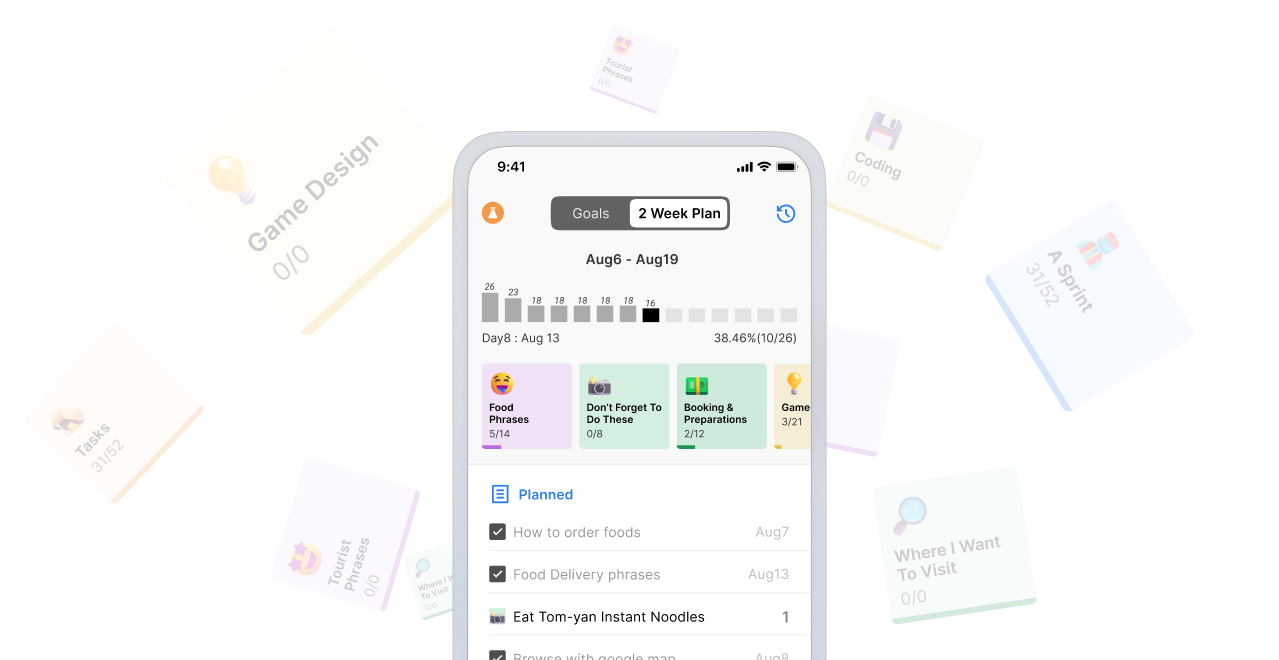 Tourist
Phrases
0/0
Game Design
0/0
Coding
0/0
A Sprint
31/52
Tasks
31/52
Tourist
Phrases
0/0
Where I W
To Visit
0/0
Where I Want
To Visit
0/0
9:41
Goals
2 Week Plan
Aug6 - Aug19
26
23
18
18
18
18
18
16
Day8 : Aug 13
38.46%(10/26)
Food
Phrases
5/14
Don't Forget To
Do These
0/8
Booking &
Preparations
2/12
Game
3/21
Planned
How to order foods
Aug7
Food Delivery phrases
Aug13
Eat Tom-yan Instant Noodles
1
Browse with google map
Aug8